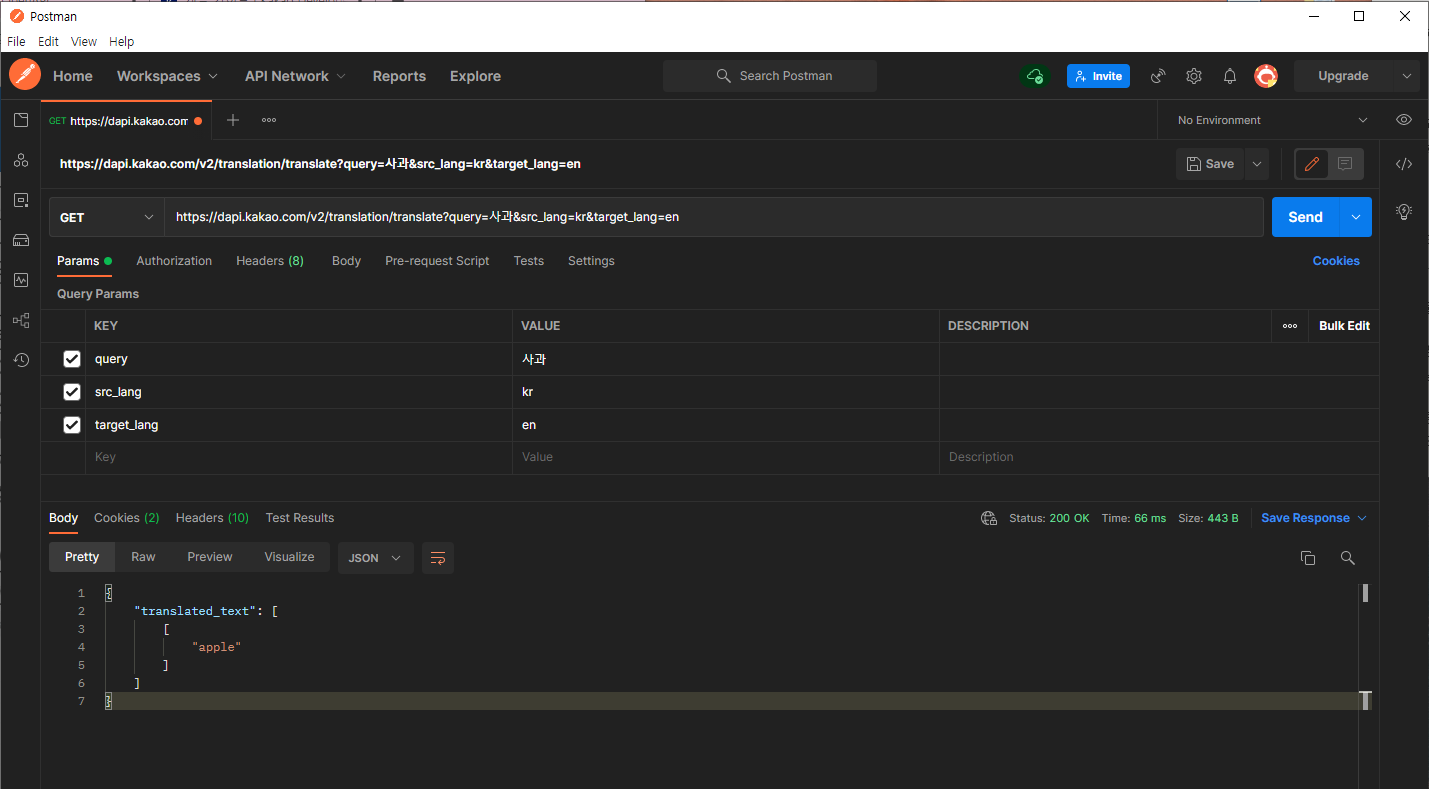 Postman
File Edit View Help
Home Workspaces API Network Reports Explore Search Postman Invite Upgrade
GET https://dapi.kakao.com No Environment
https://dapi.kakao.com/v2/translation/translate?query=사과&src_lang=kr&target_lang=en Save
GET https://dapi.kakao.com/v2/translation/translate?query=사과&src_lang=kr&target_lang=en Send
Params Authorization Headers (8) Body Pre-request Script Tests Settings Cookies
Query Params
KEY VALUE DESCRIPTION Bulk Edit
query 사과
src_lang kr
target_lang en
Key Value Description
Body Cookies (2) Headers (10) Test Results Status: 200 OK Time: 66 ms Size: 443 B Save Response
Pretty Raw Preview Visualize JSON
1 {
2 "translated_text": [
3 [
4 "apple"
5 ]
6 ]
7 }